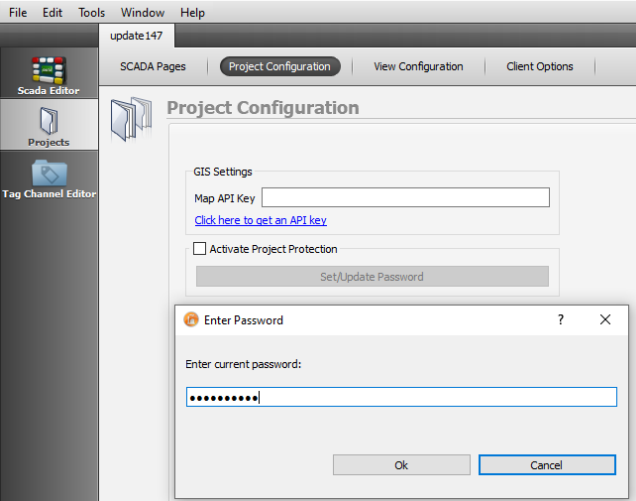 File Edit Tools Window Help
update147
SCADA Pages Project Configuration View Configuration Client Options
Scada Editor
Projects
Tag Channel Editor
Project Configuration
GIS Settings
Map API Key
Click here to get an API key
Activate Project Protection
Set/Update Password
Enter Password ? X
Enter current password:
●●●●●●●●●●
Ok Cancel